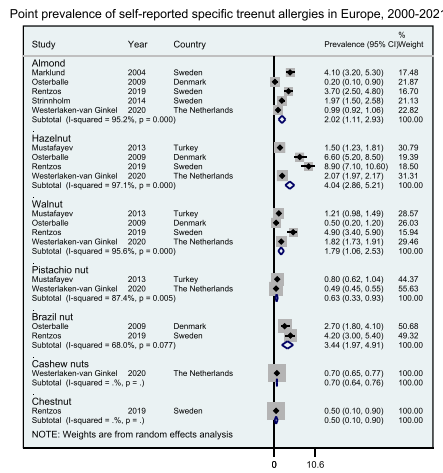 Point prevalence of self-reported specific treenut allergies in Europe, 2000-2021
%
Study Year Country Prevalence (95% CI) Weight
Almond
Marklund 2004 Sweden 4.10 (3.20, 5.30) 17.48
Osterballe 2009 Denmark 0.20 (0.10, 0.90) 21.87
Rentzos 2019 Sweden 3.70 (2.50, 4.80) 16.70
Strinnholm 2014 Sweden 1.97 (1.50, 2.58) 21.13
Westerlaken-van Ginkel 2020 The Netherlands 0.99 (0.92, 1.06) 22.82
Subtotal (I-squared = 95.2%, p = 0.000) 2.02 (1.11, 2.93) 100.00
.
Hazelnut
Mustafayev 2013 Turkey 1.50 (1.23, 1.81) 30.79
Osterballe 2009 Denmark 6.60 (5.20, 8.50) 19.39
Rentzos 2019 Sweden 8.90 (7.10, 10.60) 18.50
Westerlaken-van Ginkel 2020 The Netherlands 2.07 (1.97, 2.17) 31.31
Subtotal (I-squared = 97.1%, p = 0.000) 4.04 (2.86, 5.21) 100.00
.
Walnut
Mustafayev 2013 Turkey 1.21 (0.98, 1.49) 28.57
Osterballe 2009 Denmark 0.50 (0.20, 1.20) 26.03
Rentzos 2019 Sweden 4.90 (3.40, 5.90) 15.94
Westerlaken-van Ginkel 2020 The Netherlands 1.82 (1.73, 1.91) 29.46
Subtotal (I-squared = 95.6%, p = 0.000) 1.79 (1.06, 2.53) 100.00
.
Pistachio nut
Mustafayev 2013 Turkey 0.80 (0.62, 1.04) 44.37
Westerlaken-van Ginkel 2020 The Netherlands 0.49 (0.45, 0.55) 55.63
Subtotal (I-squared = 87.4%, p = 0.005) 0.63 (0.33, 0.93) 100.00
.
Brazil nut
Osterballe 2009 Denmark 2.70 (1.80, 4.10) 50.68
Rentzos 2019 Sweden 4.20 (3.00, 5.40) 49.32
Subtotal (I-squared = 68.0%, p = 0.077) 3.44 (1.97, 4.91) 100.00
.
Cashew nuts
Westerlaken-van Ginkel 2020 The Netherlands 0.70 (0.65, 0.77) 100.00
Subtotal (I-squared = .%, p = .) 0.70 (0.64, 0.76) 100.00
.
Chestnut
Rentzos 2019 Sweden 0.50 (0.10, 0.90) 100.00
Subtotal (I-squared = .%, p = .) 0.50 (0.10, 0.90) 100.00
.
NOTE: Weights are from random effects analysis
0 10.6